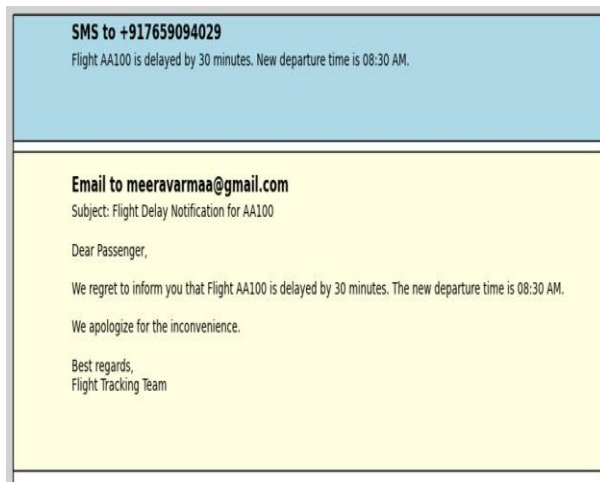 SMS to +917659094029
Flight AA100 is delayed by 30 minutes. New departure time is 08:30 AM.
Email to meeravarmaa@gmail.com
Subject: Flight Delay Notification for AA100
Dear Passenger,
We regret to inform you that Flight AA100 is delayed by 30 minutes. The new departure time is 08:30 AM.
We apologize for the inconvenience.
Best regards,
Flight Tracking Team